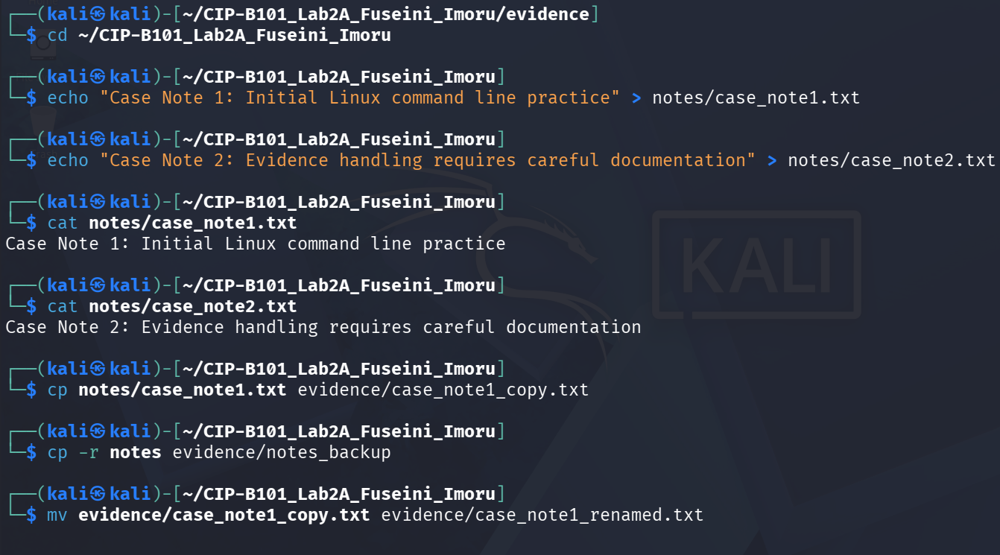 ┌──(kali㉿kali)-[~/CIP-B101_Lab2A_Fuseini_Imoru/evidence]
└─$ cd ~/CIP-B101_Lab2A_Fuseini_Imoru
┌──(kali㉿kali)-[~/CIP-B101_Lab2A_Fuseini_Imoru]
└─$ echo "Case Note 1: Initial Linux command line practice" > notes/case_note1.txt
┌──(kali㉿kali)-[~/CIP-B101_Lab2A_Fuseini_Imoru]
└─$ echo "Case Note 2: Evidence handling requires careful documentation" > notes/case_note2.txt
┌──(kali㉿kali)-[~/CIP-B101_Lab2A_Fuseini_Imoru]
└─$ cat notes/case_note1.txt
Case Note 1: Initial Linux command line practice
┌──(kali㉿kali)-[~/CIP-B101_Lab2A_Fuseini_Imoru]
└─$ cat notes/case_note2.txt
Case Note 2: Evidence handling requires careful documentation
┌──(kali㉿kali)-[~/CIP-B101_Lab2A_Fuseini_Imoru]
└─$ cp notes/case_note1.txt evidence/case_note1_copy.txt
┌──(kali㉿kali)-[~/CIP-B101_Lab2A_Fuseini_Imoru]
└─$ cp -r notes evidence/notes_backup
┌──(kali㉿kali)-[~/CIP-B101_Lab2A_Fuseini_Imoru]
└─$ mv evidence/case_note1_copy.txt evidence/case_note1_renamed.txt
KALI